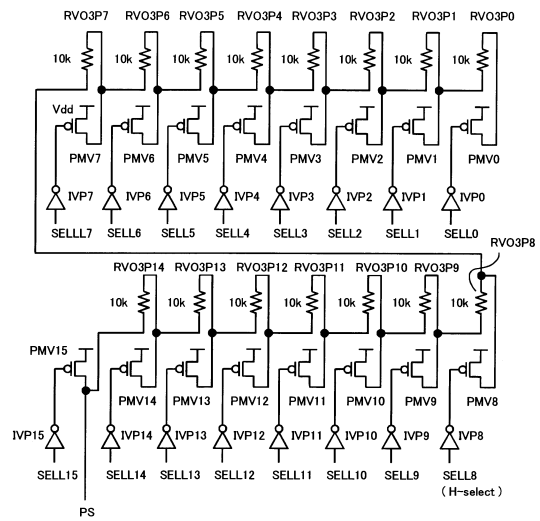 RVO3P7 RVO3P6 RVO3P5 RVO3P4 RVO3P3 RVO3P2 RVO3P1 RVO3P0
10k 10k 10k 10k 10k 10k 10k 10k
Vdd
PMV7 PMV6 PMV5 PMV4 PMV3 PMV2 PMV1 PMV0
IVP7 IVP6 IVP5 IVP4 IVP3 IVP2 IVP1 IVP0
SELLL7 SELL6 SELL5 SELL4 SELL3 SELL2 SELL1 SELL0
RVO3P8
RVO3P14 RVO3P13 RVO3P12 RVO3P11 RVO3P10 RVO3P9
10k 10k 10k 10k 10k 10k 10k
PMV15
PMV14 PMV13 PMV12 PMV11 PMV10 PMV9 PMV8
IVP15 IVP14 IVP13 IVP12 IVP11 IVP10 IVP9 IVP8
SELL15 SELL14 SELL13 SELL12 SELL11 SELL10 SELL9 SELL8
( H-select )
PS